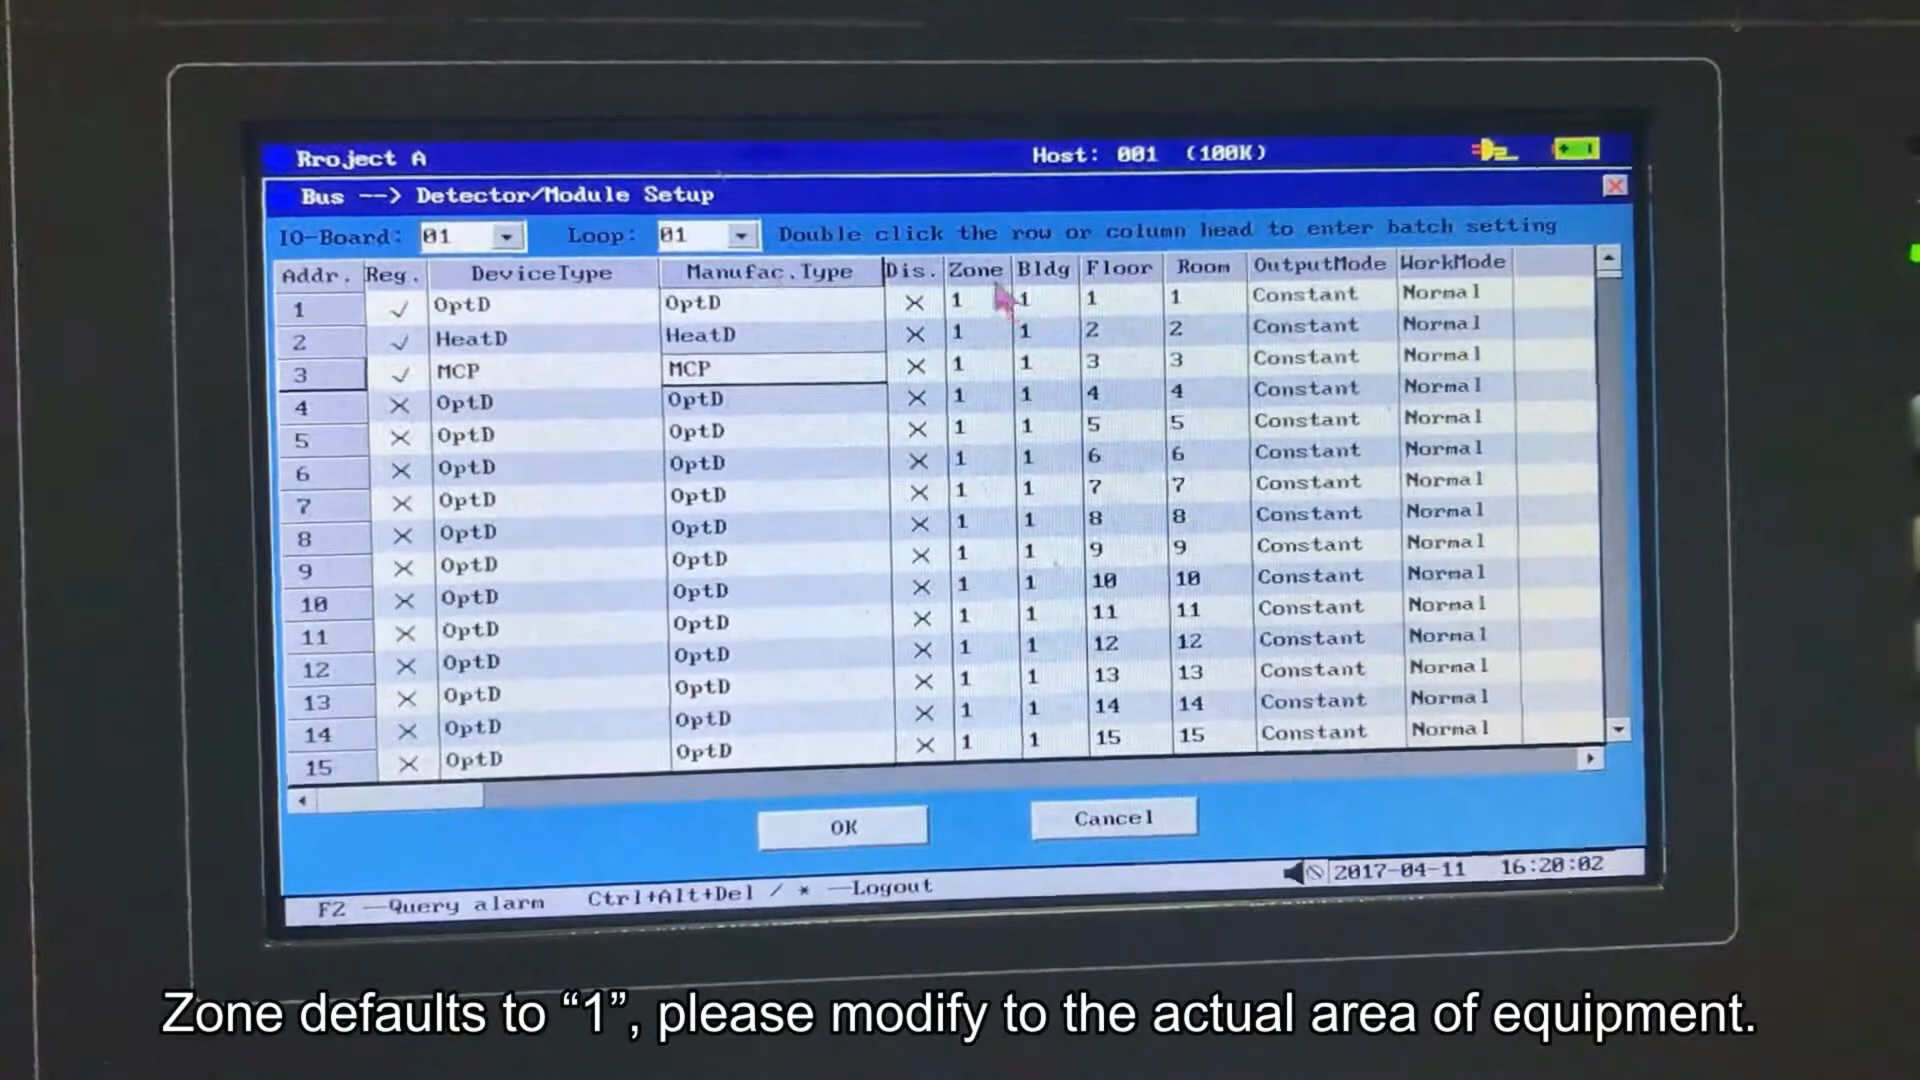 Rroject A Host: 001 (100K)
Bus --> Detector/Module Setup
IO-Board: 01 Loop: 01 Double click the row or column head to enter batch setting
Addr. Reg. DeviceType Manufac.Type Dis. Zone Bldg Floor Room OutputMode WorkMode
1 OptD OptD 1 1 1 1 Constant Normal
2 HeatD HeatD 1 1 2 2 Constant Normal
3 MCP MCP 1 1 3 3 Constant Normal
4 OptD OptD 1 1 4 4 Constant Normal
5 OptD OptD 1 1 5 5 Constant Normal
6 OptD OptD 1 1 6 6 Constant Normal
7 OptD OptD 1 1 7 7 Constant Normal
8 OptD OptD 1 1 8 8 Constant Normal
9 OptD OptD 1 1 9 9 Constant Normal
10 OptD OptD 1 1 10 10 Constant Normal
11 OptD OptD 1 1 11 11 Constant Normal
12 OptD OptD 1 1 12 12 Constant Normal
13 OptD OptD 1 1 13 13 Constant Normal
14 OptD OptD 1 1 14 14 Constant Normal
15 OptD OptD 1 1 15 15 Constant Normal
OK Cancel
F2 —Query alarm Ctrl+Alt+Del / * —Logout 2017-04-11 16:20:02
Zone defaults to “1”, please modify to the actual area of equipment.